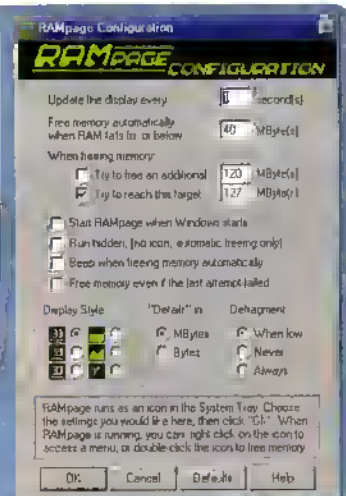 RAMpage Configuration
RAMPAGE CONFIGURATION
Update the display every second[s]
Free memory automatically
when RAM falls to or below 40 MByte[s]
When freeing memory
Try to free an additional 120 MByte[s]
Try to reach this target 127 MByte[s]
Start RAMpage when Windows starts
Run hidden, [no icon, automatic freeing only]
Beep when freeing memory automatically
Free memory even if the last attempt failed
Display Style "Default" in Defragment
MBytes When low
Bytes Never
Always
RAMpage runs as an icon in the System Tray. Choose
the settings you would like here, then click "OK". When
RAMpage is running, you can right click on the icon to
access a menu, or double-click the icon to free memory
OK Cancel Defaults Help